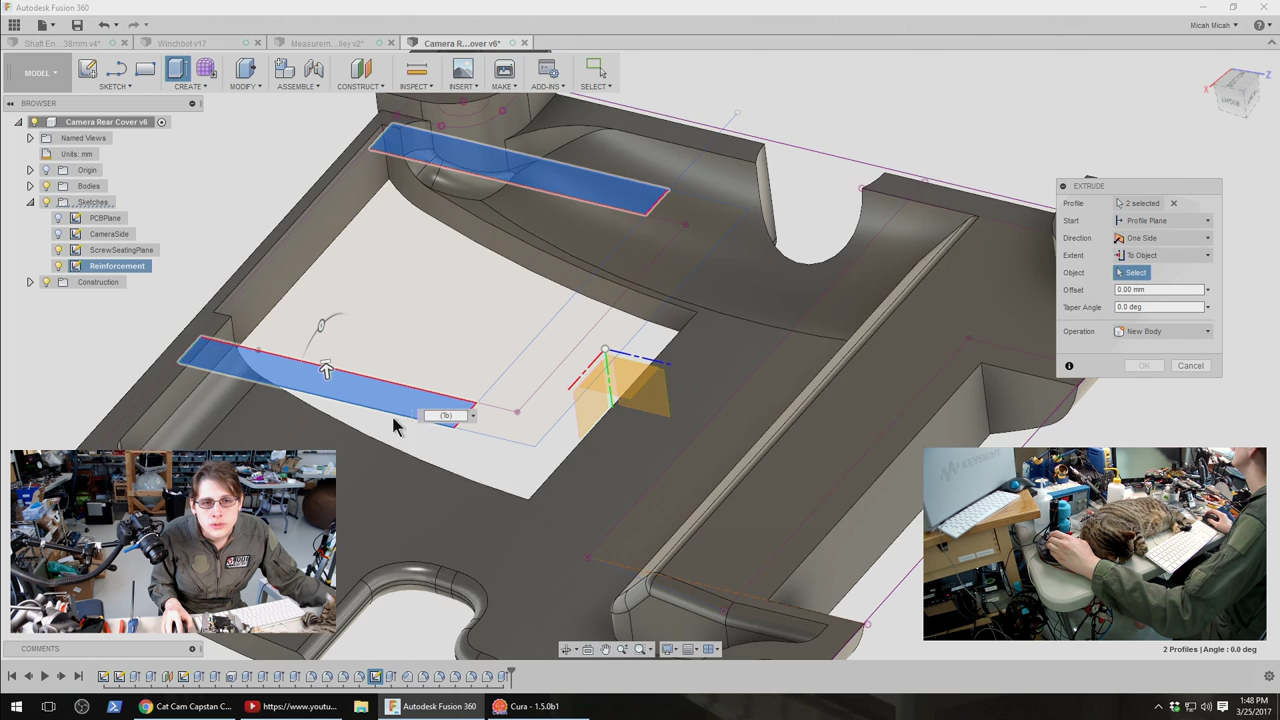 Autodesk Fusion 360
Micah Micah
Shaft En...38mm v4*
Winchbot v17
Measurem...lley v2*
Camera R...over v6*
MODEL
SKETCH
CREATE
MODIFY
ASSEMBLE
CONSTRUCT
INSPECT
INSERT
MAKE
ADD-INS
SELECT
BROWSER
Camera Rear Cover v6
Named Views
Units: mm
Origin
Bodies
Sketches
PCBPlane
CameraSide
ScrewSeatingPlane
Reinforcement
Construction
Z
X
RIGHT
EXTRUDE
Profile 2 selected
Start Profile Plane
Direction One Side
Extent To Object
Object Select
Offset 0.00 mm
Taper Angle 0.0 deg
Operation New Body
OK Cancel
(To)
KEYSIGHT
COMMENTS
2 Profiles | Angle : 0.0 deg
Cat Cam Capstan C...
https://www.youtu...
Autodesk Fusion 360
Cura - 1.5.0b1
1:48 PM
3/25/2017